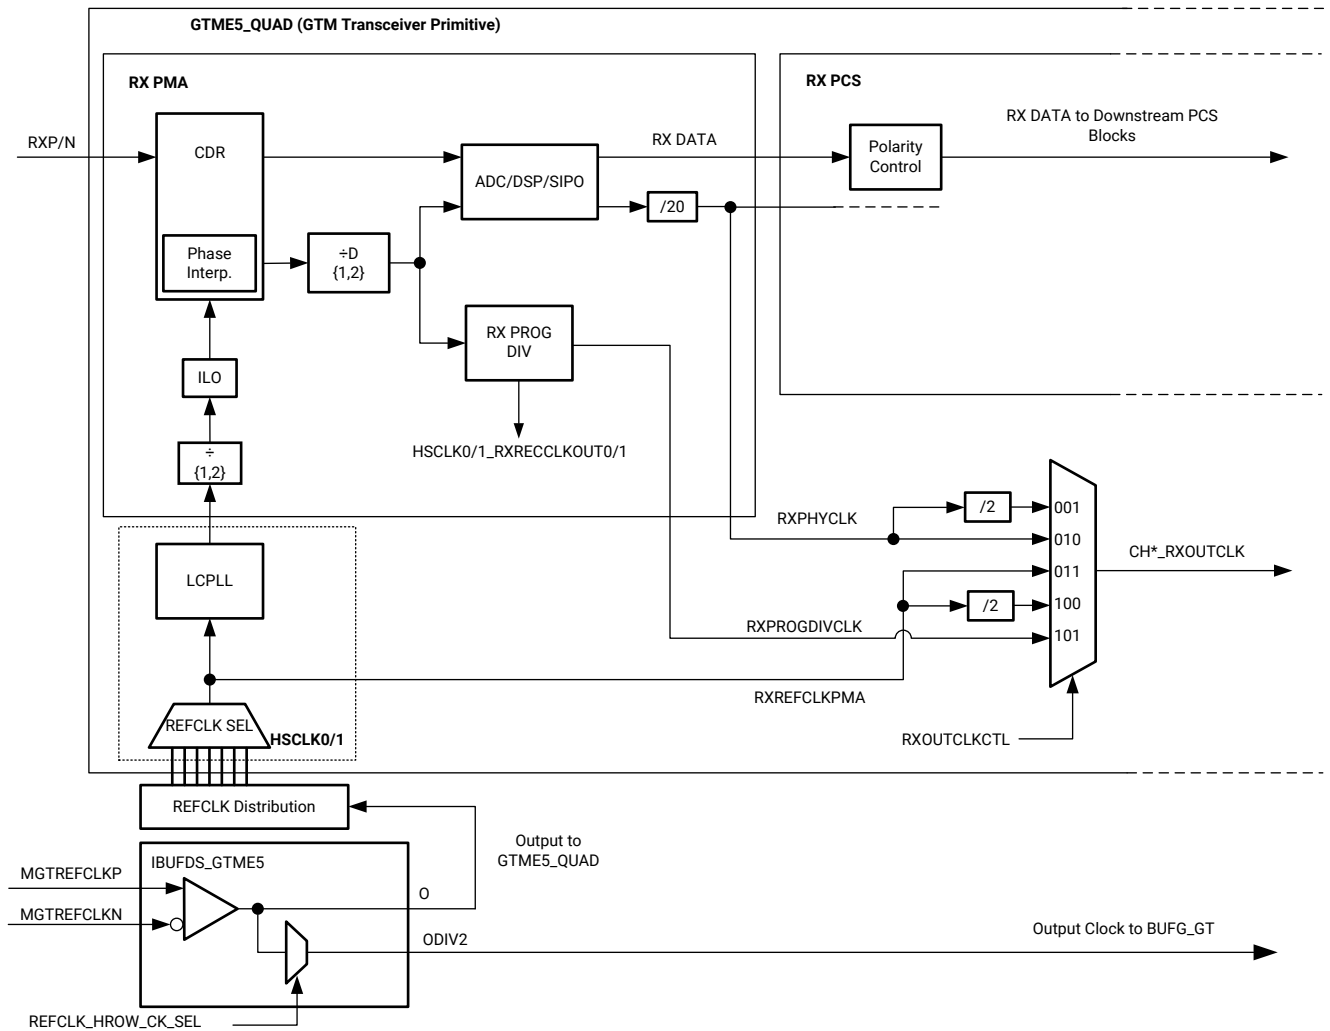 GTME5_QUAD (GTM Transceiver Primitive)
RX PMA
RX PCS
RXP/N
CDR
RX DATA
Polarity
Control
RX DATA to Downstream PCS
Blocks
ADC/DSP/SIPO
/20
Phase
Interp.
÷D
{1,2}
RX PROG
DIV
ILO
HSCLK0/1_RXRECCLKOUT0/1
÷
{1,2}
RXPHYCLK
/2
001
010
CH*_RXOUTCLK
LCPLL
011
/2
100
RXPROGDIVCLK
101
RXREFCLKPMA
REFCLK SEL
HSCLK0/1
RXOUTCLKCTL
REFCLK Distribution
Output to
GTME5_QUAD
IBUFDS_GTME5
MGTREFCLKP
O
MGTREFCLKN
ODIV2
Output Clock to BUFG_GT
REFCLK_HROW_CK_SEL